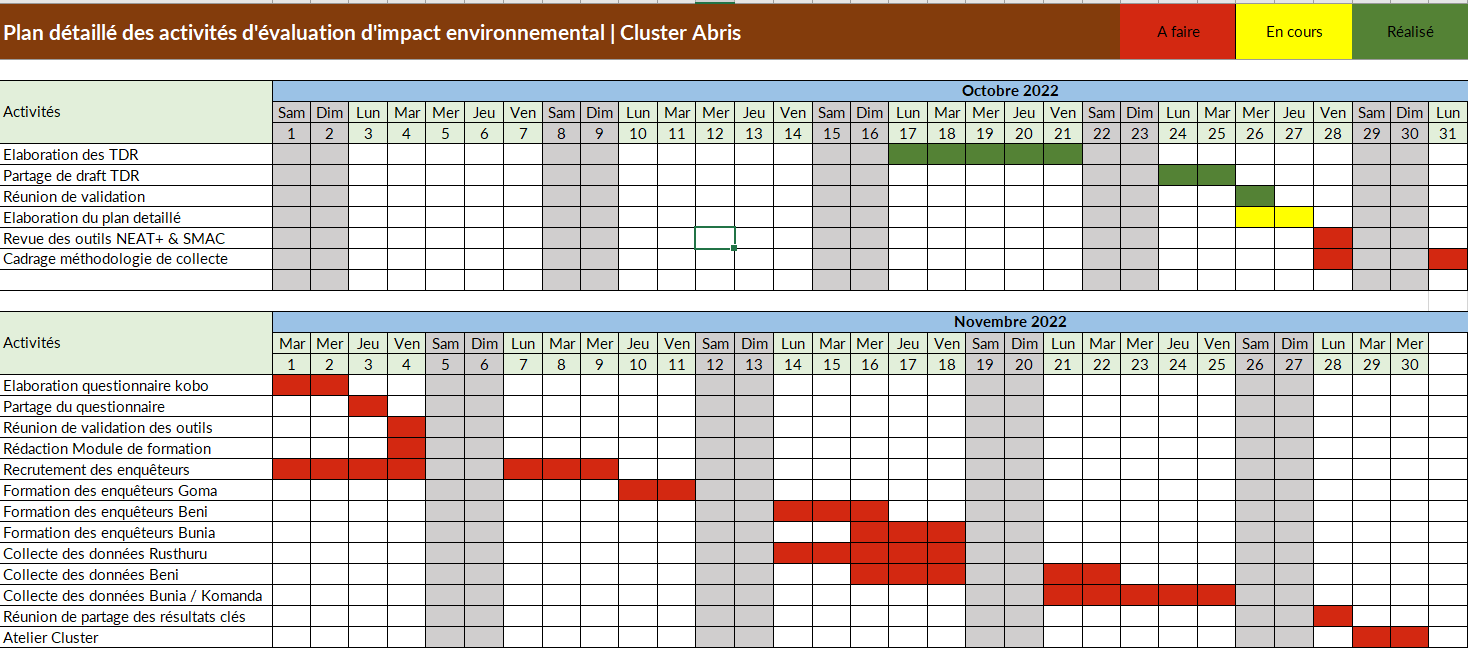 Plan détaillé des activités d'évaluation d'impact environnemental | Cluster Abris A faire En cours Réalisé
Octobre 2022
Activités Sam Dim Lun Mar Mer Jeu Ven Sam Dim Lun Mar Mer Jeu Ven Sam Dim Lun Mar Mer Jeu Ven Sam Dim Lun Mar Mer Jeu Ven Sam Dim Lun
1 2 3 4 5 6 7 8 9 10 11 12 13 14 15 16 17 18 19 20 21 22 23 24 25 26 27 28 29 30 31
Elaboration des TDR
Partage de draft TDR
Réunion de validation
Elaboration du plan detaillé
Revue des outils NEAT+ & SMAC
Cadrage méthodologie de collecte
Novembre 2022
Activités Mar Mer Jeu Ven Sam Dim Lun Mar Mer Jeu Ven Sam Dim Lun Mar Mer Jeu Ven Sam Dim Lun Mar Mer Jeu Ven Sam Dim Lun Mar Mer
1 2 3 4 5 6 7 8 9 10 11 12 13 14 15 16 17 18 19 20 21 22 23 24 25 26 27 28 29 30
Elaboration questionnaire kobo
Partage du questionnaire
Réunion de validation des outils
Rédaction Module de formation
Recrutement des enquêteurs
Formation des enquêteurs Goma
Formation des enquêteurs Beni
Formation des enquêteurs Bunia
Collecte des données Rusthuru
Collecte des données Beni
Collecte des données Bunia / Komanda
Réunion de partage des résultats clés
Atelier Cluster